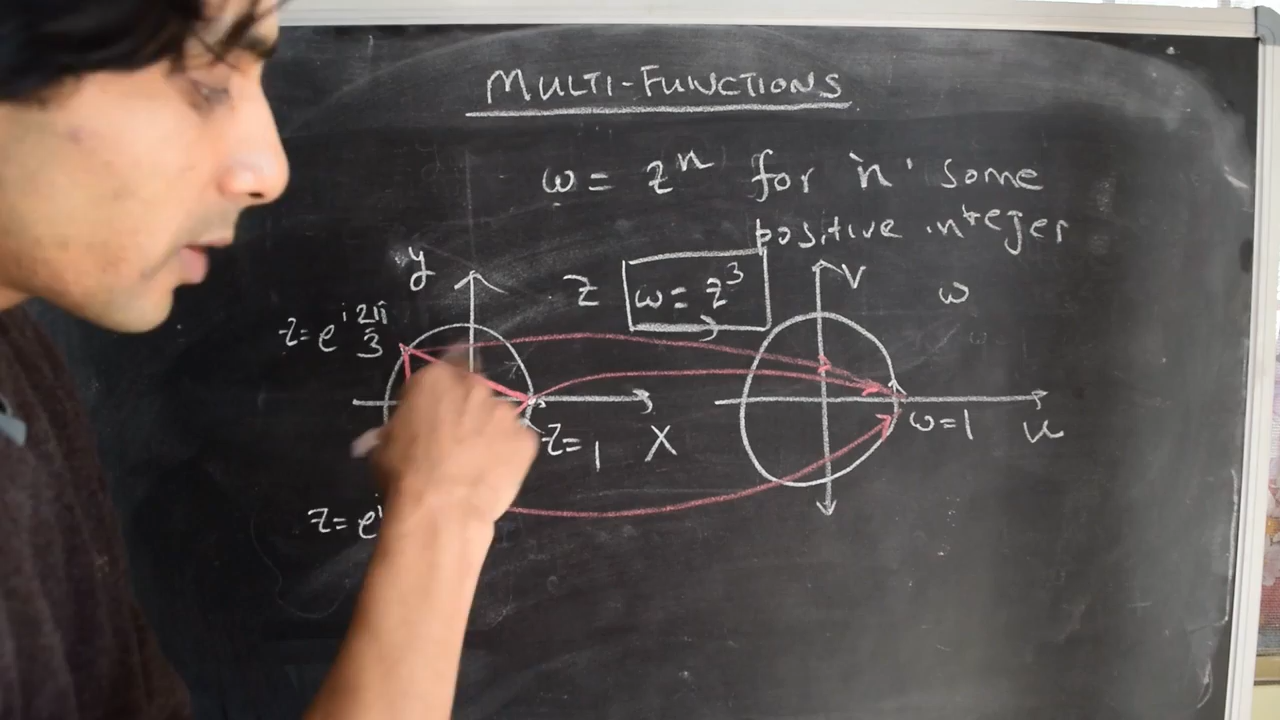 MULTI-FUNCTIONS
ω = z^n for 'n' some
positive integer
y
z
ω = z^3
v
ω
z = e^{i 2π/3}
z = 1
x
ω = 1
u
z = e^i